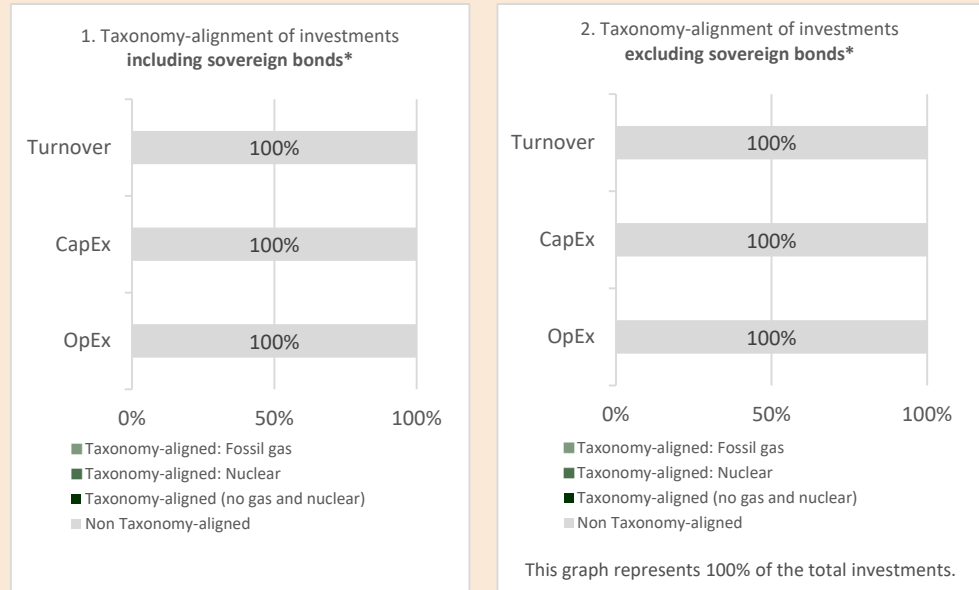 1. Taxonomy-alignment of investments
including sovereign bonds*
Turnover
100%
CapEx
100%
OpEx
100%
0%
50%
100%
Taxonomy-aligned: Fossil gas
Taxonomy-aligned: Nuclear
Taxonomy-aligned (no gas and nuclear)
Non Taxonomy-aligned
2. Taxonomy-alignment of investments
excluding sovereign bonds*
Turnover
100%
CapEx
100%
OpEx
100%
0%
50%
100%
Taxonomy-aligned: Fossil gas
Taxonomy-aligned: Nuclear
Taxonomy-aligned (no gas and nuclear)
Non Taxonomy-aligned
This graph represents 100% of the total investments.